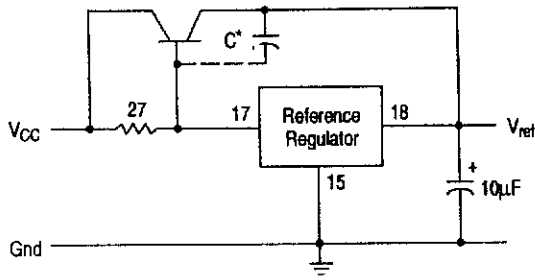 C*
27
17
Reference
Regulator
18
VCC
Vref
15
+
10μF
Gnd